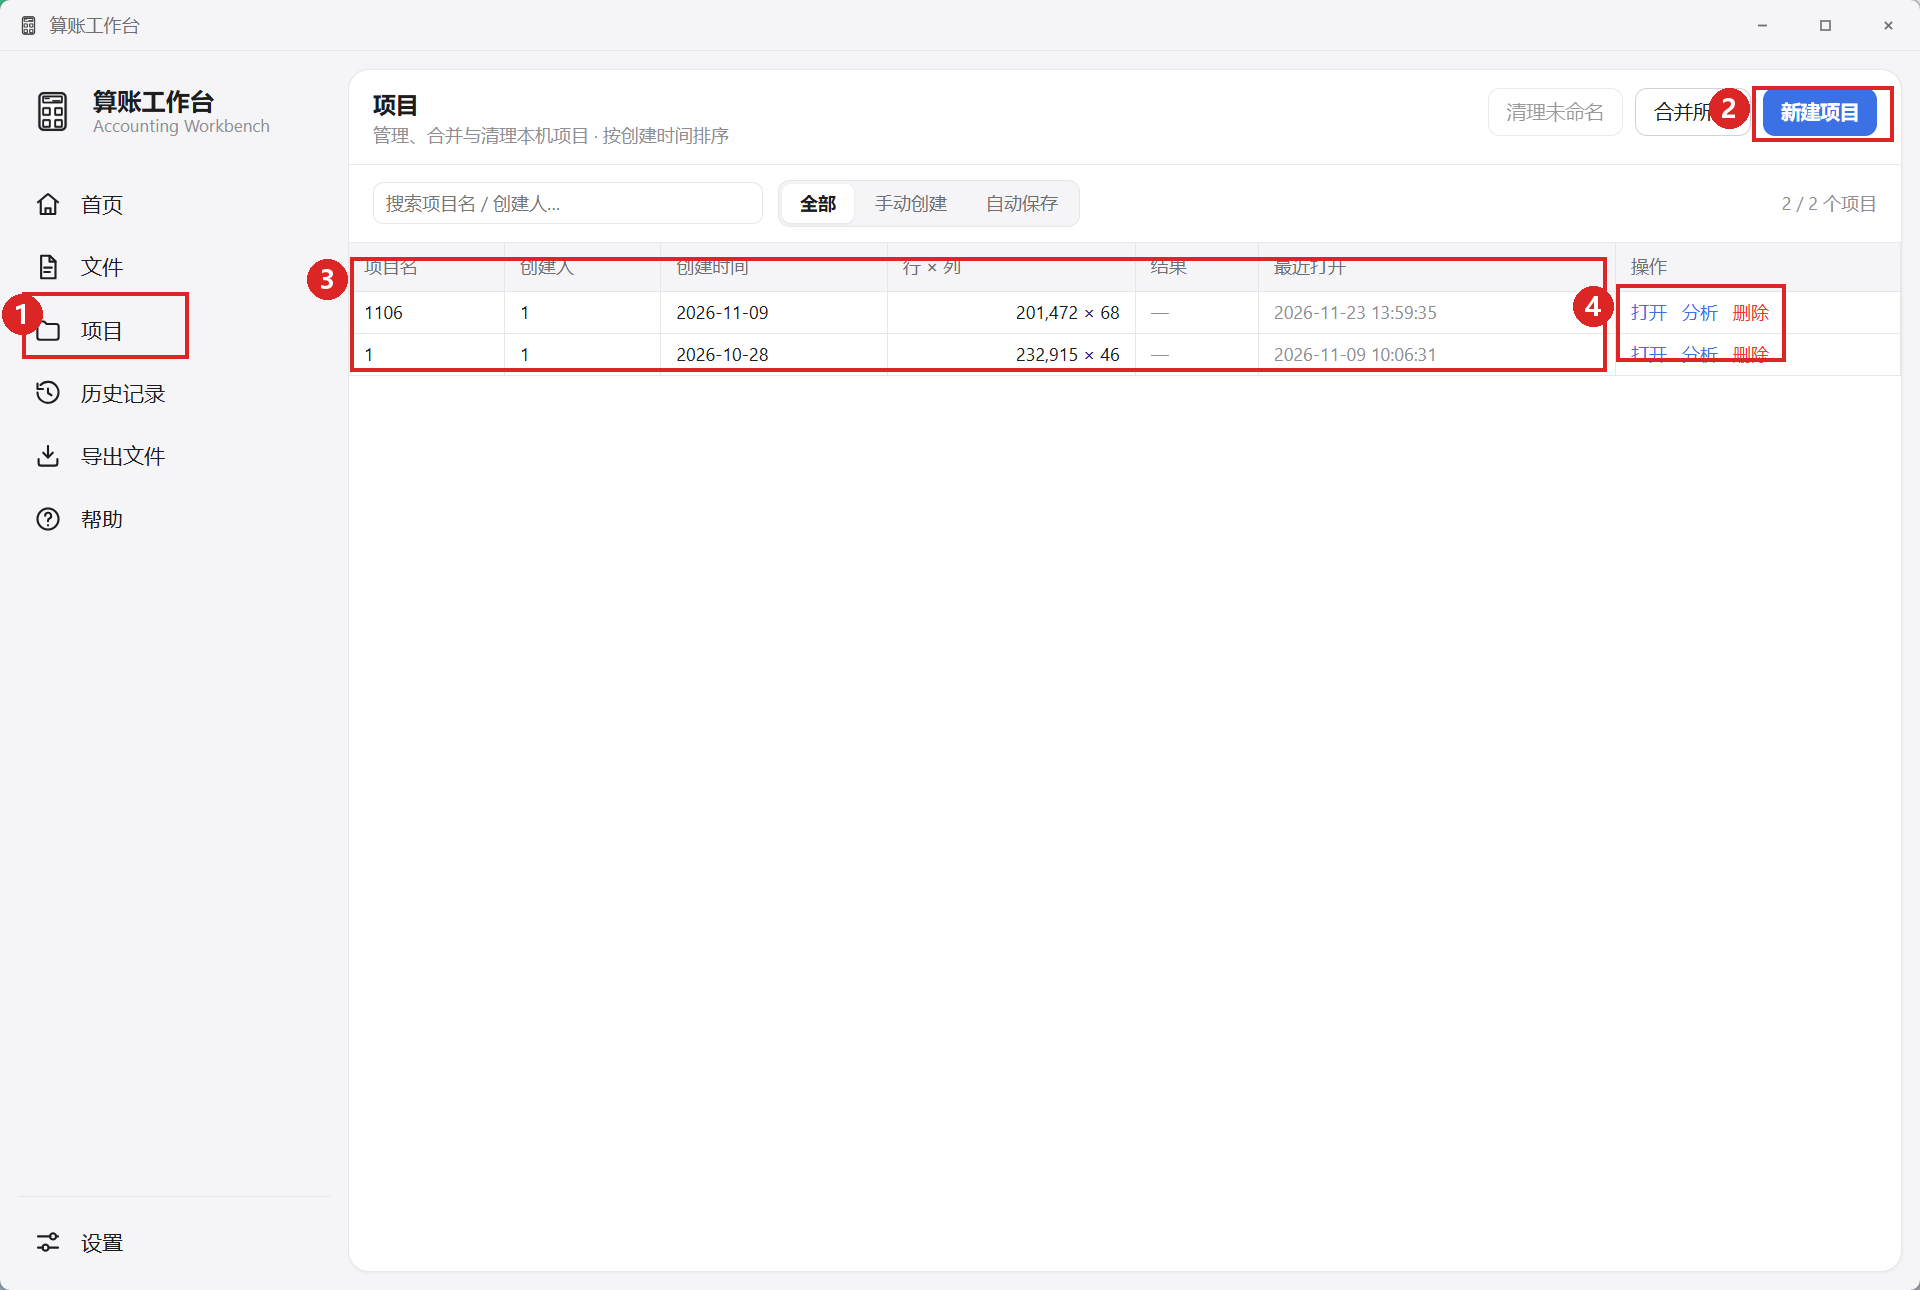 算账工作台
算账工作台
Accounting Workbench
首页
文件
1
项目
历史记录
导出文件
帮助
设置
项目
管理、合并与清理本机项目 · 按创建时间排序
清理未命名
合并所
2
新建项目
搜索项目名 / 创建人...
全部 手动创建 自动保存
2 / 2 个项目
3
项目名 创建人 创建时间 行 × 列 结果 最近打开 操作
1106 1 2026-11-09 201,472 × 68 — 2026-11-23 13:59:35 4 打开 分析 删除
1 1 2026-10-28 232,915 × 46 — 2026-11-09 10:06:31 打开 分析 删除